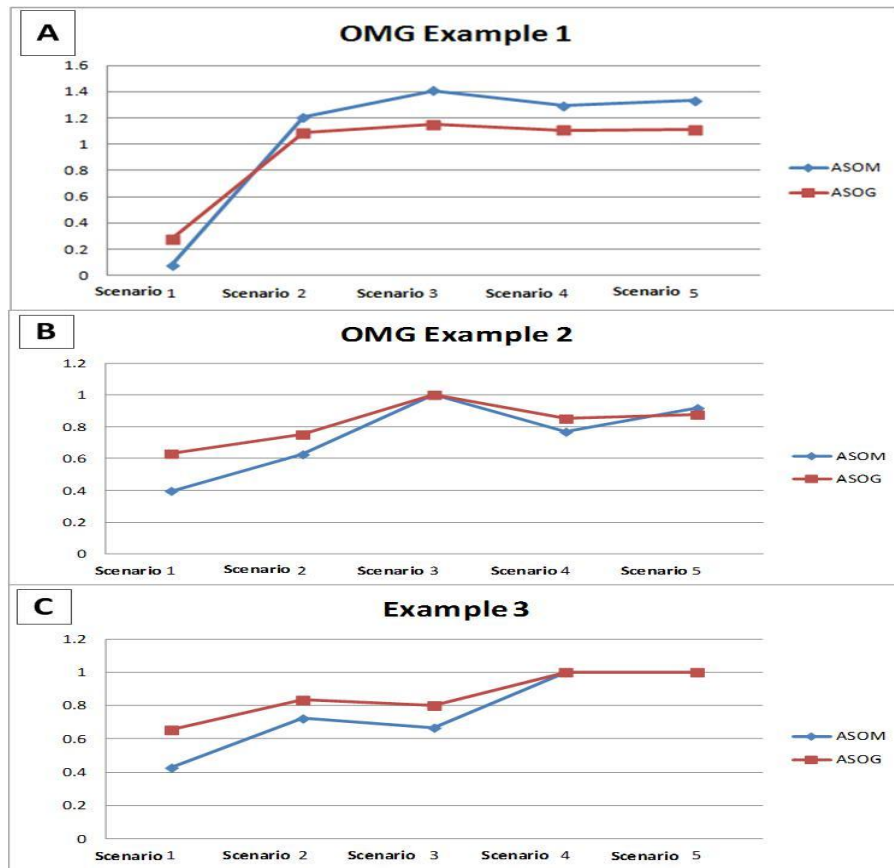 A
OMG Example 1
1.6
1.4
1.2
1
0.8
0.6
0.4
0.2
0
Scenario 1 Scenario 2 Scenario 3 Scenario 4 Scenario 5
ASOM
ASOG
B
OMG Example 2
1.2
1
0.8
0.6
0.4
0.2
0
Scenario 1 Scenario 2 Scenario 3 Scenario 4 Scenario 5
ASOM
ASOG
C
Example 3
1.2
1
0.8
0.6
0.4
0.2
0
Scenario 1 Scenario 2 Scenario 3 Scenario 4 Scenario 5
ASOM
ASOG